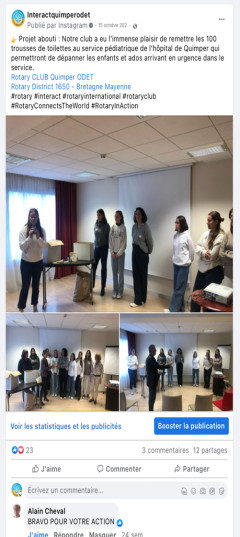 Interactquimperodet
Publié par Instagram
· 15 octobre 202 ·
👉 Projet abouti : Notre club a eu l'immense plaisir de remettre les 100
trousses de toilettes au service pédiatrique de l'hôpital de Quimper qui
permettront de dépanner les enfants et ados arrivant en urgence dans le
service.
Rotary CLUB Quimper ODET
Rotary District 1650 - Bretagne Mayenne
#rotary #interact #rotaryinternational #rotaryclub
#RotaryConnectsTheWorld #RotaryInAction
Voir les statistiques et les publicités
Booster la publication
23
3 commentaires 12 partages
J'aime
Commenter
Partager
Écrivez un commentaire...
Alain Cheval
BRAVO POUR VOTRE ACTION
J'aime Répondre Masquer 24 sem